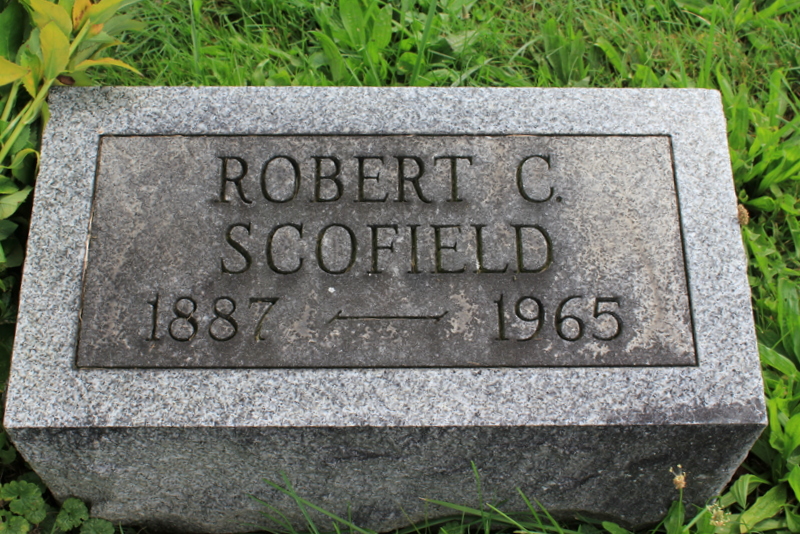 ROBERT C.
SCOFIELD
1887 — 1965